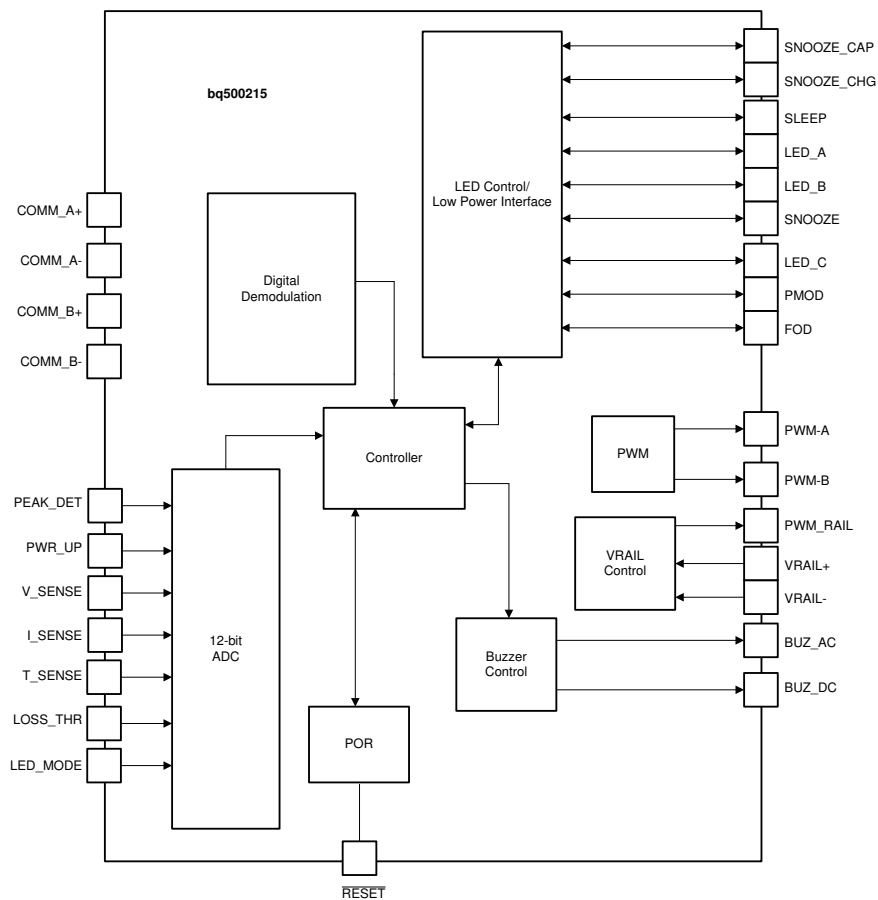 bq500215
COMM_A+
COMM_A-
COMM_B+
COMM_B-
PEAK_DET
PWR_UP
V_SENSE
I_SENSE
T_SENSE
LOSS_THR
LED_MODE
Digital
Demodulation
LED Control/
Low Power Interface
Controller
12-bit
ADC
POR
RESET
PWM
VRAIL
Control
Buzzer
Control
SNOOZE_CAP
SNOOZE_CHG
SLEEP
LED_A
LED_B
SNOOZE
LED_C
PMOD
FOD
PWM-A
PWM-B
PWM_RAIL
VRAIL+
VRAIL-
BUZ_AC
BUZ_DC